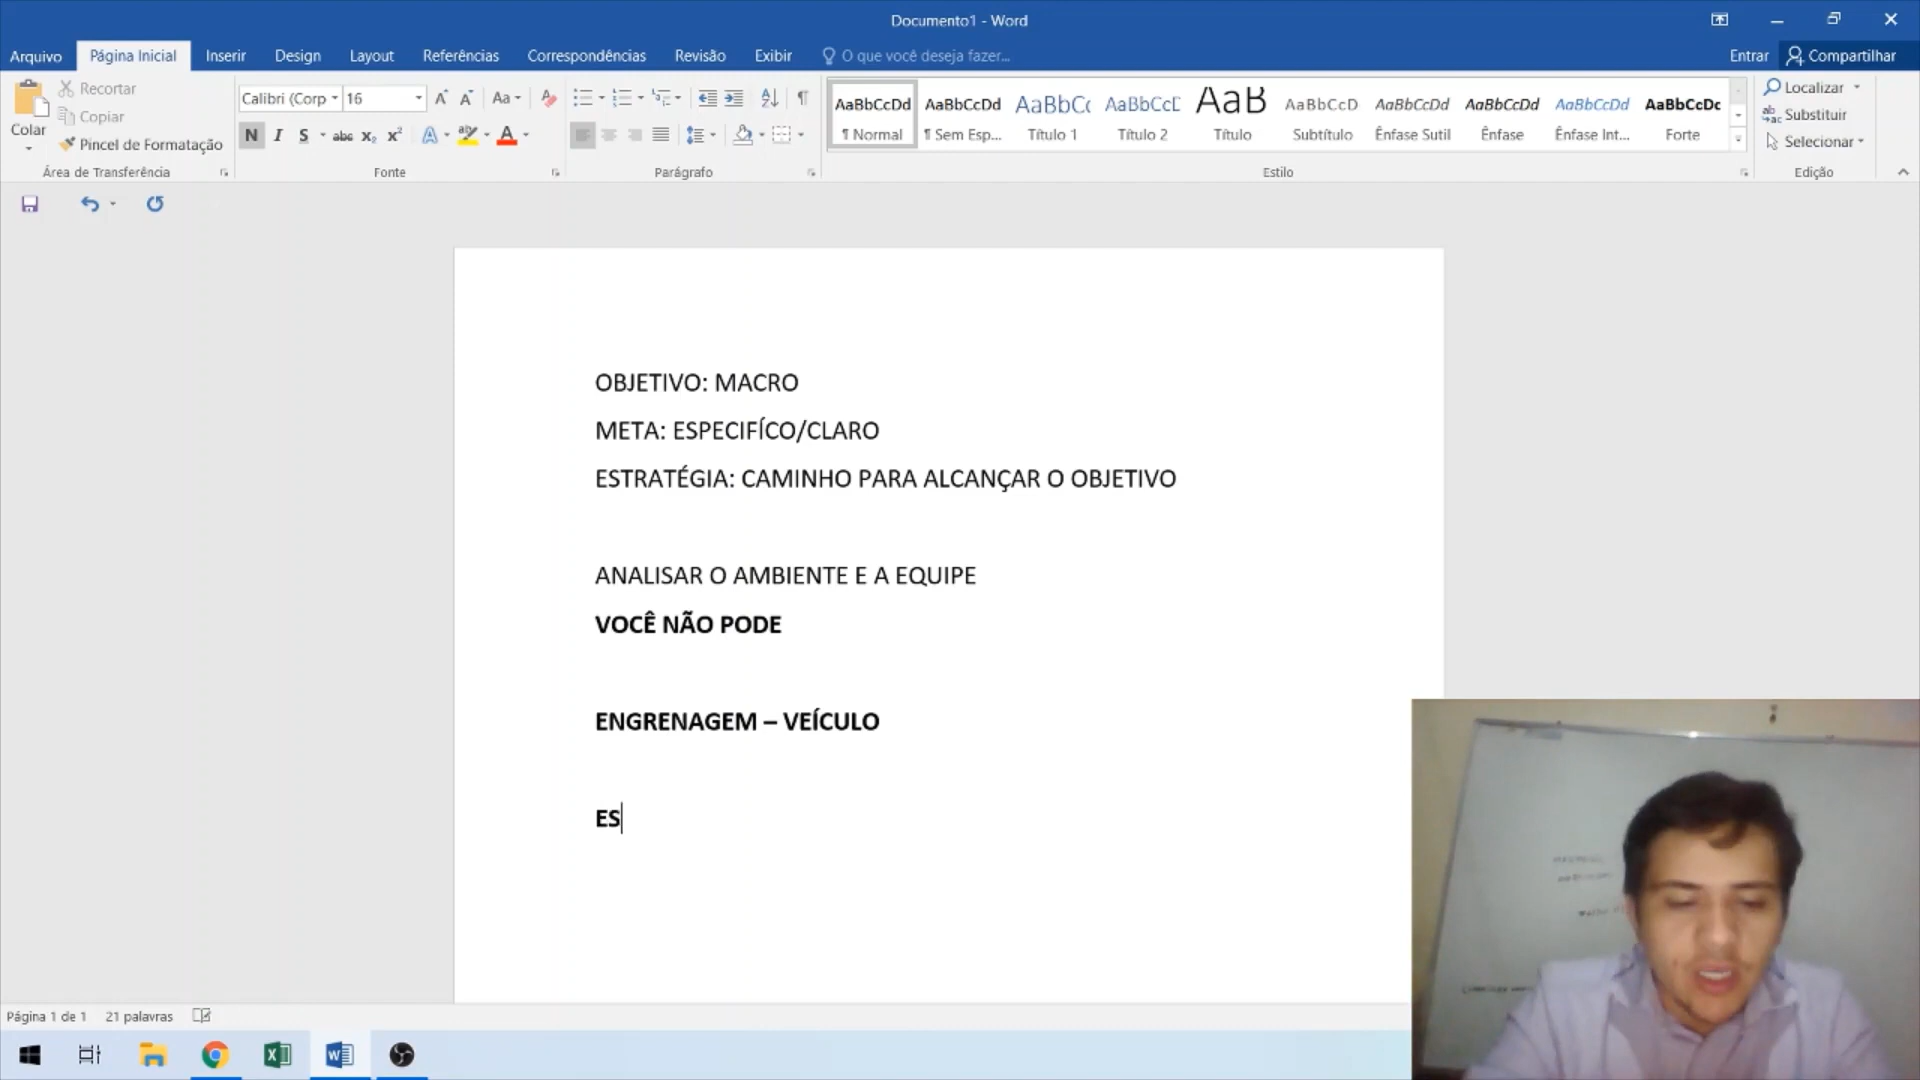 Documento1 - Word
Arquivo
Página Inicial
Inserir
Design
Layout
Referências
Correspondências
Revisão
Exibir
O que você deseja fazer...
Entrar
Compartilhar
Colar
Recortar
Copiar
Pincel de Formatação
Área de Transferência
Calibri (Corp
16
Aa
N I S abc x₂ x²
Fonte
Parágrafo
AaBbCcDd
¶ Normal
AaBbCcDd
¶ Sem Esp...
AaBbCc
Título 1
AaBbCcE
Título 2
AaB
Título
AaBbCcD
Subtítulo
AaBbCcDd
Ênfase Sutil
AaBbCcDd
Ênfase
AaBbCcDd
Ênfase Int...
AaBbCcDc
Forte
Estilo
Localizar
Substituir
Selecionar
Edição
OBJETIVO: MACRO
META: ESPECIFÍCO/CLARO
ESTRATÉGIA: CAMINHO PARA ALCANÇAR O OBJETIVO
ANALISAR O AMBIENTE E A EQUIPE
VOCÊ NÃO PODE
ENGRENAGEM – VEÍCULO
ES
Página 1 de 1
21 palavras